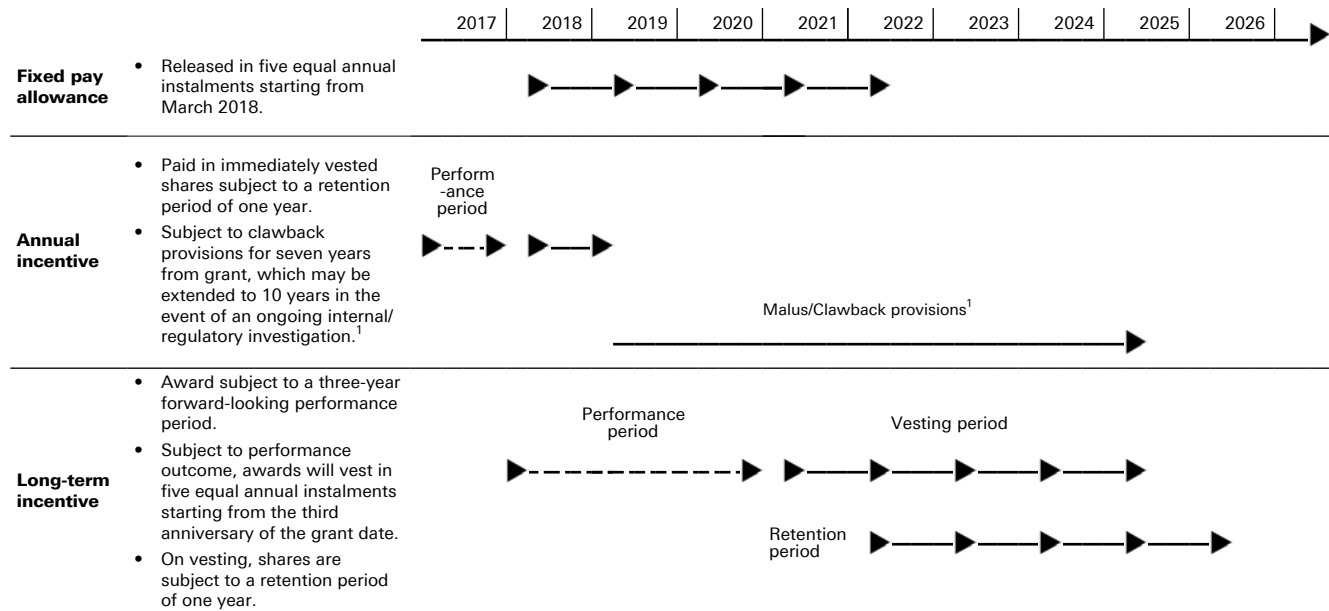 2017 2018 2019 2020 2021 2022 2023 2024 2025 2026
Fixed pay
allowance
• Released in five equal annual
instalments starting from
March 2018.
Annual
incentive
• Paid in immediately vested
shares subject to a retention
period of one year.
• Subject to clawback
provisions for seven years
from grant, which may be
extended to 10 years in the
event of an ongoing internal/
regulatory investigation.1
Perform
-ance
period
Malus/Clawback provisions1
Long-term
incentive
• Award subject to a three-year
forward-looking performance
period.
• Subject to performance
outcome, awards will vest in
five equal annual instalments
starting from the third
anniversary of the grant date.
• On vesting, shares are
subject to a retention period
of one year.
Performance
period
Vesting period
Retention
period